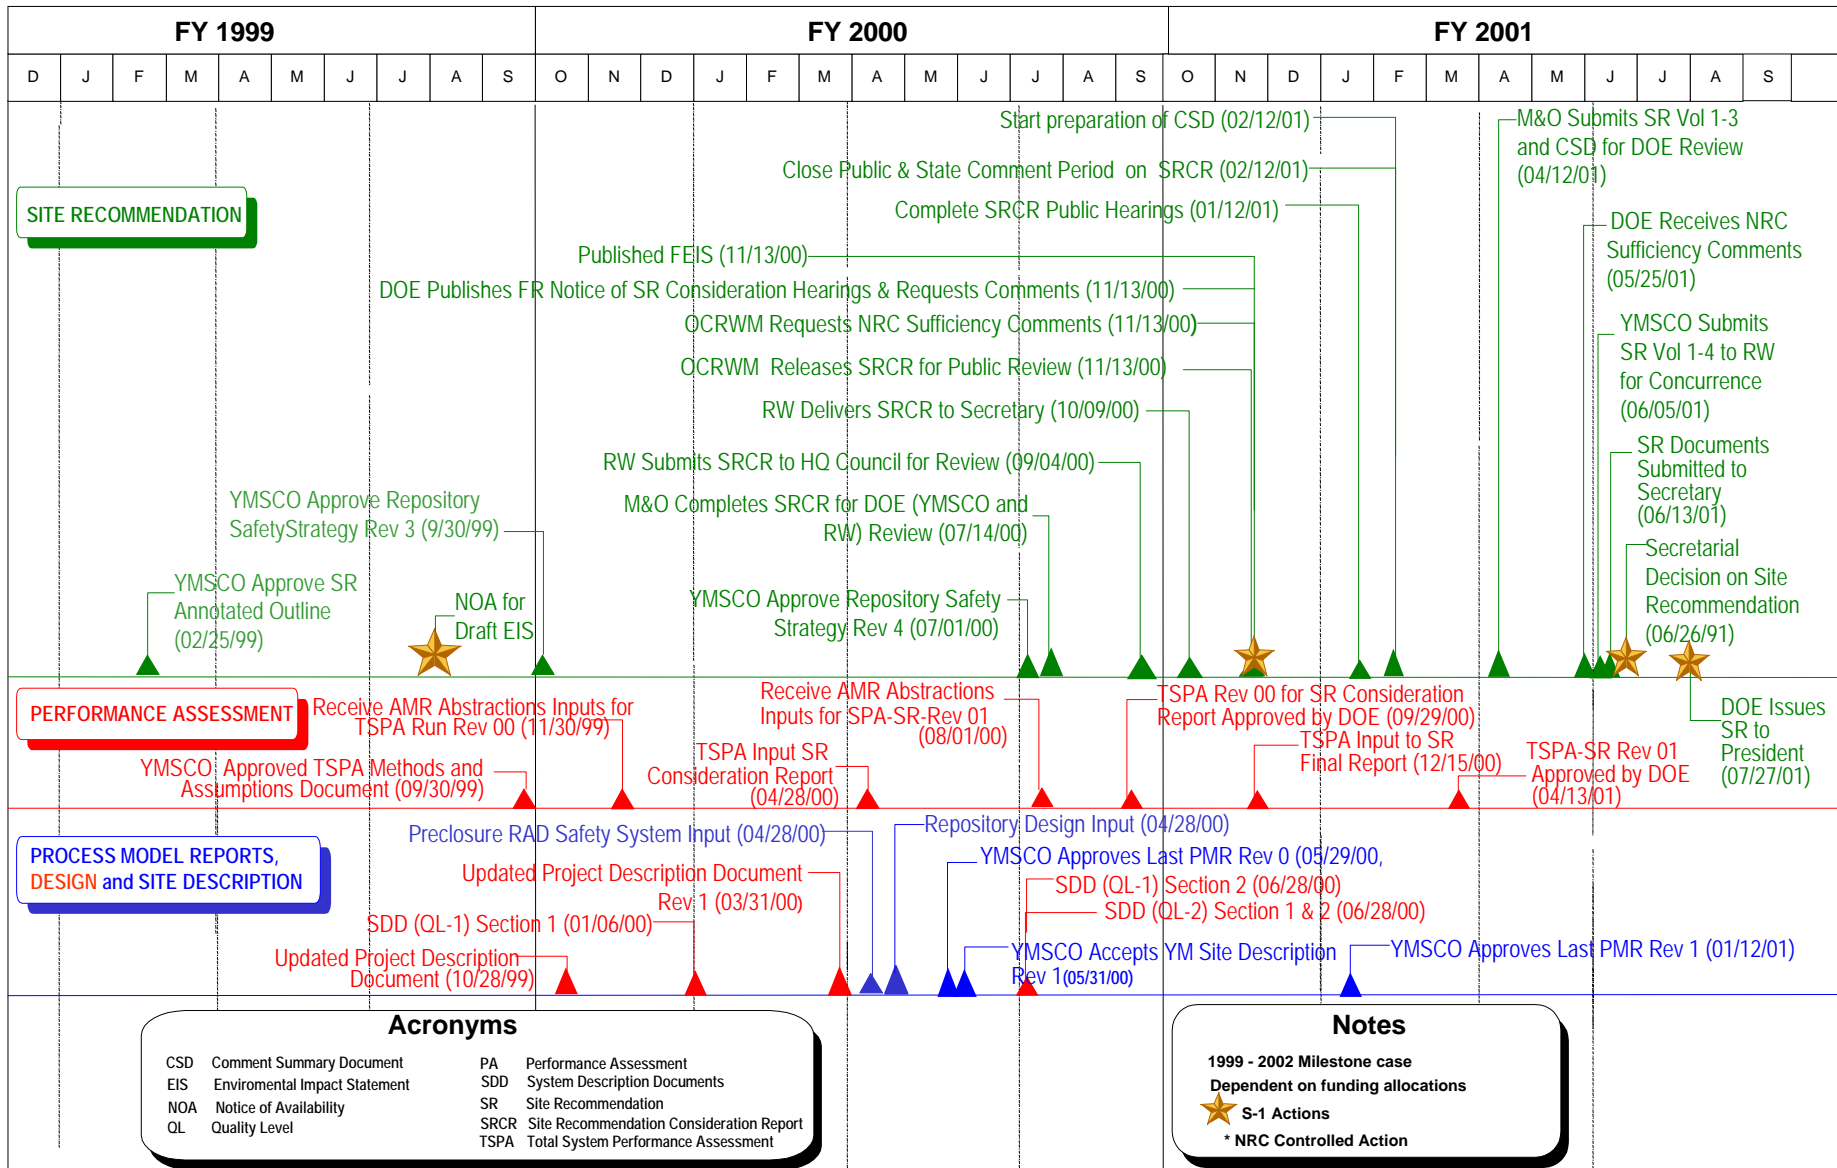 FY 1999
FY 2000
FY 2001
D J F M A M J J A S O N D J F M A M J J A S O N D J F M A M J J A S
Start preparation of CSD (02/12/01)
M&O Submits SR Vol 1-3
and CSD for DOE Review
(04/12/01)
Close Public & State Comment Period on SRCR (02/12/01)
SITE RECOMMENDATION
Complete SRCR Public Hearings (01/12/01)
DOE Receives NRC
Sufficiency Comments
(05/25/01)
Published FEIS (11/13/00)
DOE Publishes FR Notice of SR Consideration Hearings & Requests Comments (11/13/00)
OCRWM Requests NRC Sufficiency Comments (11/13/00)
YMSCO Submits
SR Vol 1-4 to RW
for Concurrence
(06/05/01)
OCRWM Releases SRCR for Public Review (11/13/00)
RW Delivers SRCR to Secretary (10/09/00)
SR Documents
Submitted to
Secretary
(06/13/01)
RW Submits SRCR to HQ Council for Review (09/04/00)
YMSCO Approve Repository
SafetyStrategy Rev 3 (9/30/99)
M&O Completes SRCR for DOE (YMSCO and
RW) Review (07/14/00)
Secretarial
Decision on Site
Recommendation
(06/26/91)
YMSCO Approve SR
Annotated Outline
(02/25/99)
NOA for
Draft EIS
YMSCO Approve Repository Safety
Strategy Rev 4 (07/01/00)
PERFORMANCE ASSESSMENT
Receive AMR Abstractions Inputs for
TSPA Run Rev 00 (11/30/99)
Receive AMR Abstractions
Inputs for SPA-SR-Rev 01
(08/01/00)
TSPA Rev 00 for SR Consideration
Report Approved by DOE (09/29/00)
DOE Issues
SR to
President
(07/27/01)
YMSCO Approved TSPA Methods and
Assumptions Document (09/30/99)
TSPA Input SR
Consideration Report
(04/28/00)
TSPA Input to SR
Final Report (12/15/00)
TSPA-SR Rev 01
Approved by DOE
(04/13/01)
PROCESS MODEL REPORTS,
DESIGN and SITE DESCRIPTION
Preclosure RAD Safety System Input (04/28/00)
Repository Design Input (04/28/00)
YMSCO Approves Last PMR Rev 0 (05/29/00,
Updated Project Description Document
Rev 1 (03/31/00)
SDD (QL-1) Section 2 (06/28/00)
SDD (QL-2) Section 1 & 2 (06/28/00)
SDD (QL-1) Section 1 (01/06/00)
Updated Project Description
Document (10/28/99)
YMSCO Accepts YM Site Description
Rev 1(05/31/00)
YMSCO Approves Last PMR Rev 1 (01/12/01)
Acronyms
CSD Comment Summary Document
EIS Enviromental Impact Statement
NOA Notice of Availability
QL Quality Level
PA Performance Assessment
SDD System Description Documents
SR Site Recommendation
SRCR Site Recommendation Consideration Report
TSPA Total System Performance Assessment
Notes
1999 - 2002 Milestone case
Dependent on funding allocations
S-1 Actions
* NRC Controlled Action